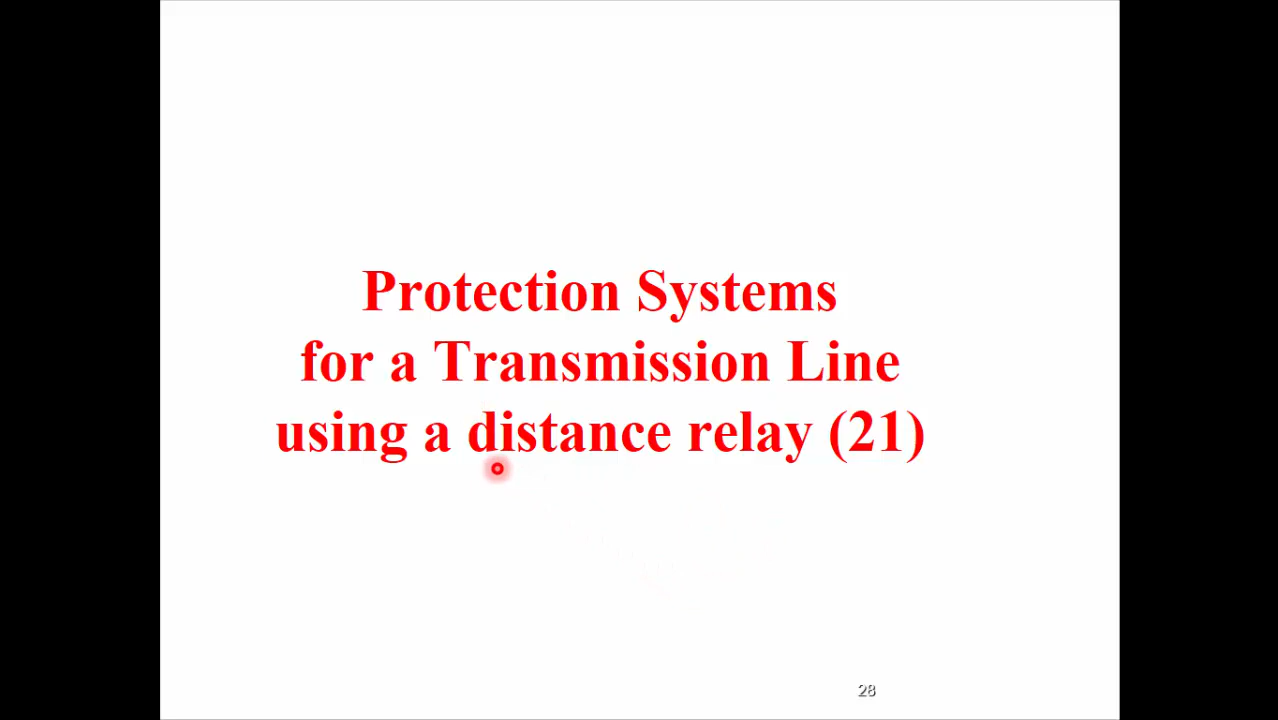 Protection Systems
for a Transmission Line
using a distance relay (21)
28